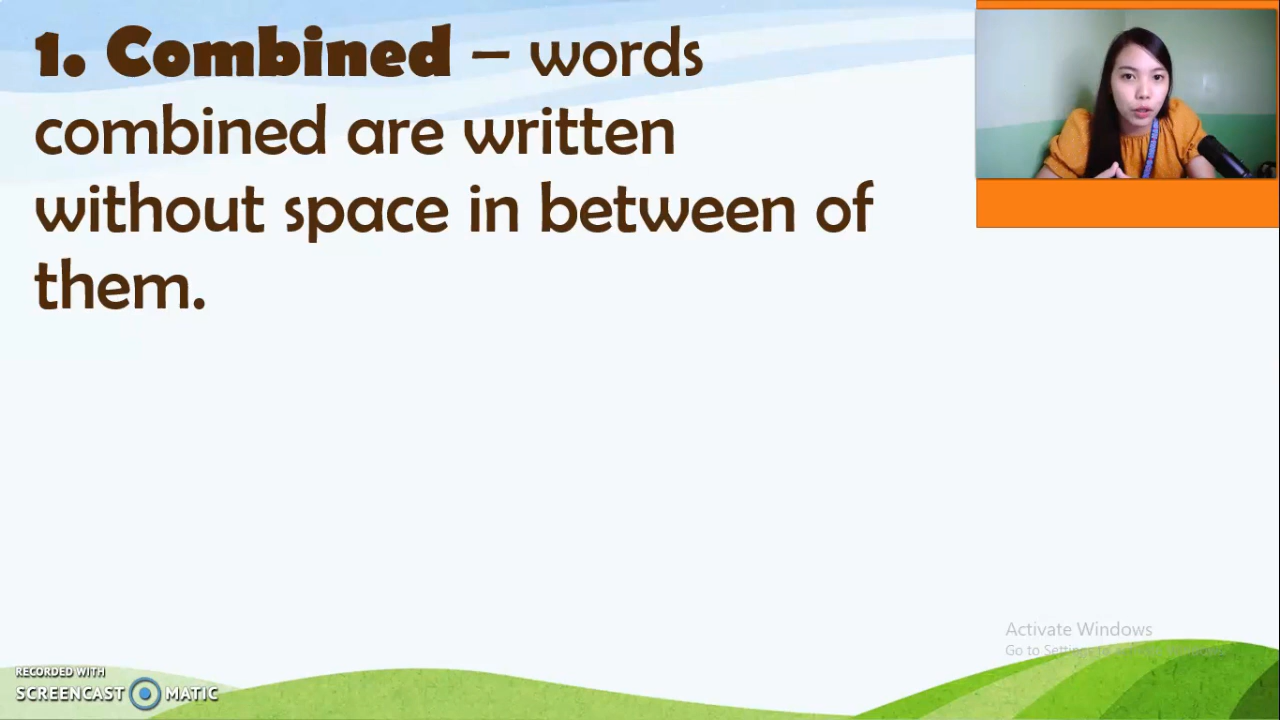 1. Combined – words
combined are written
without space in between of
them.
Activate Windows
Go to Settings to activate Windows.
RECORDED WITH
SCREENCAST MATIC